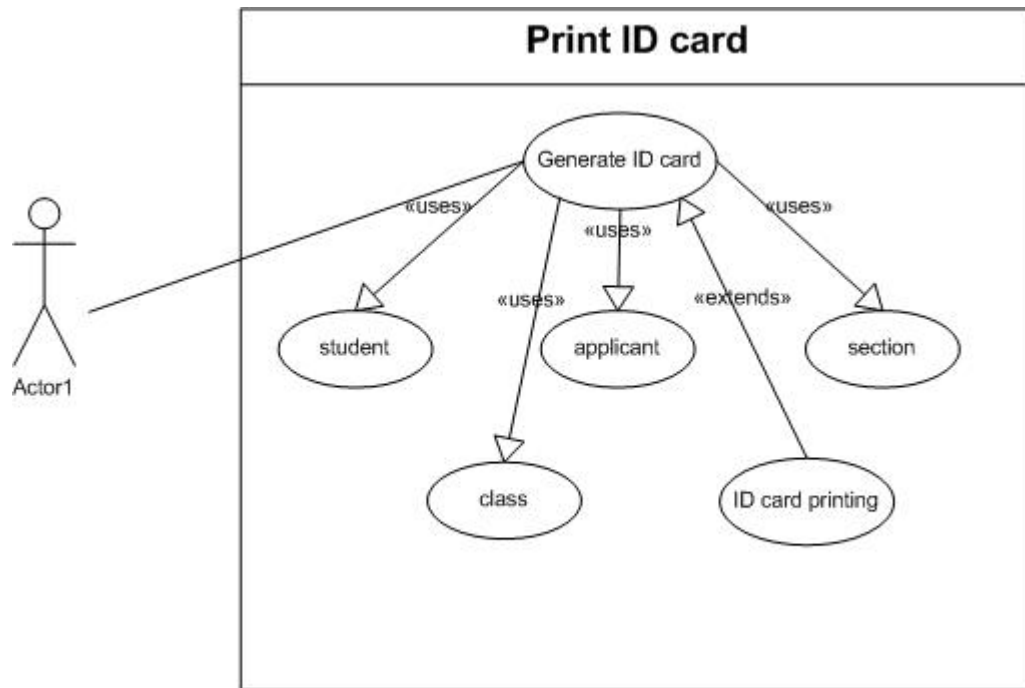 Print ID card
Generate ID card
«uses»
«uses»
«uses»
«uses»
«extends»
student
applicant
section
Actor1
class
ID card printing